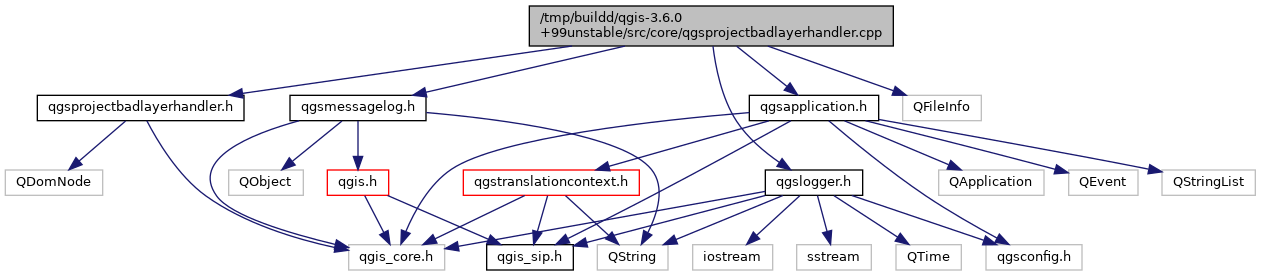 /tmp/buildd/qgis-3.6.0
+99unstable/src/core/qgsprojectbadlayerhandler.cpp
qgsprojectbadlayerhandler.h
qgsmessagelog.h
qgsapplication.h
QFileInfo
QDomNode
QObject
qgis.h
qgstranslationcontext.h
qgslogger.h
QApplication
QEvent
QStringList
qgis_core.h
qgis_sip.h
QString
iostream
sstream
QTime
qgsconfig.h